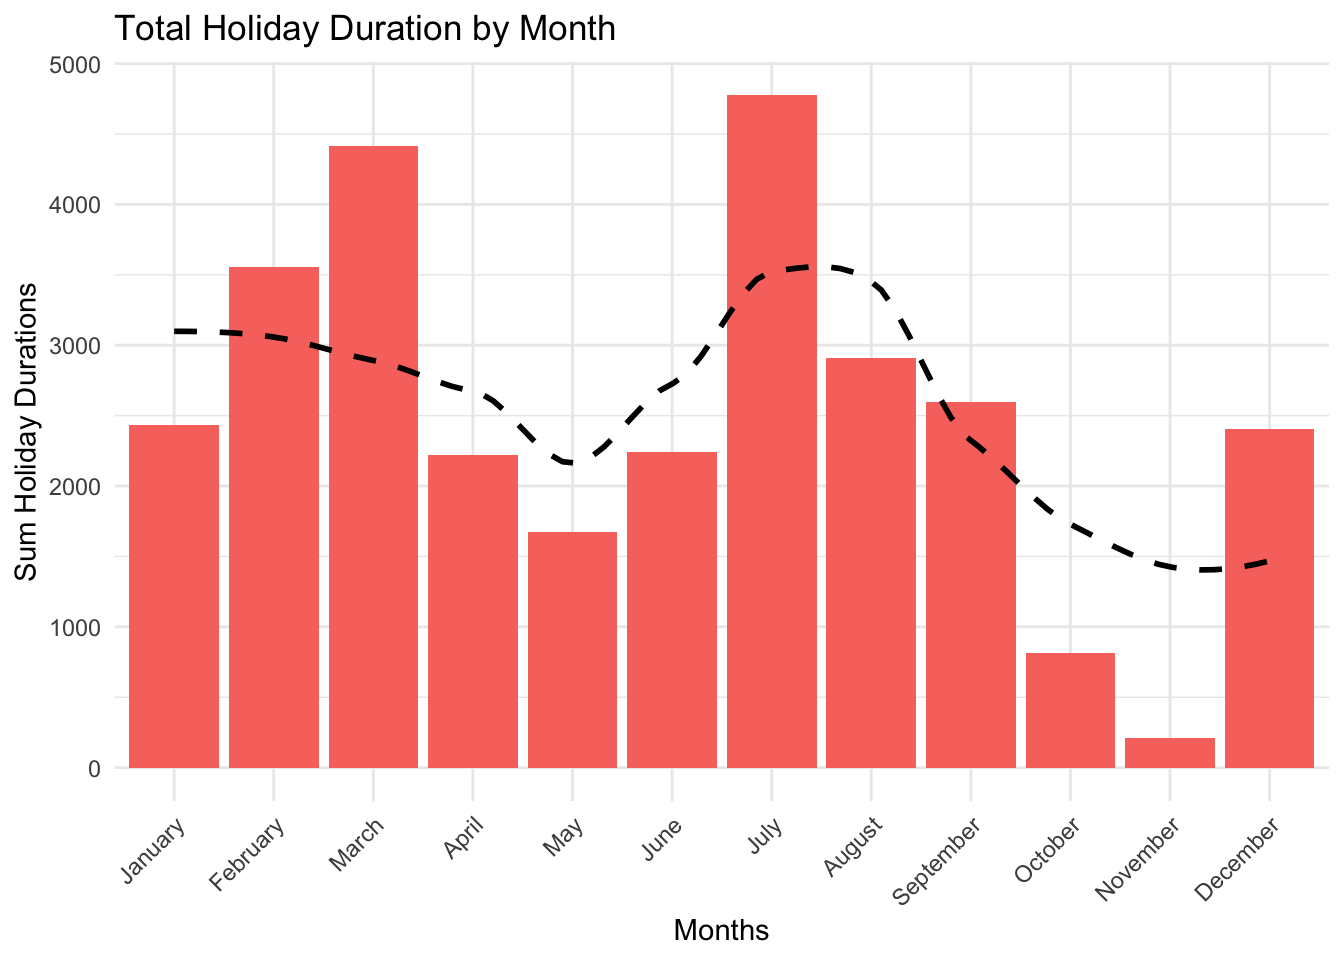 Total Holiday Duration by Month
5000
4000
3000
2000
1000
0
Sum Holiday Durations
January
February
March
April
May
June
July
August
September
October
November
December
Months